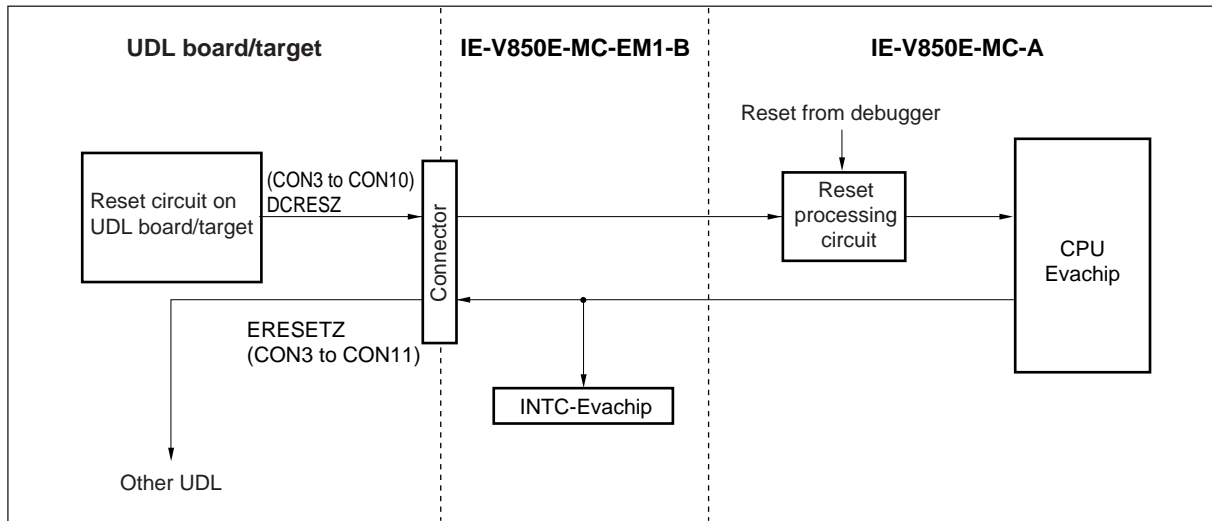 UDL board/target
IE-V850E-MC-EM1-B
IE-V850E-MC-A
Reset from debugger
Reset circuit on
UDL board/target
(CON3 to CON10)
DCRESZ
Connector
Reset
processing
circuit
CPU
Evachip
ERESETZ
(CON3 to CON11)
INTC-Evachip
Other UDL